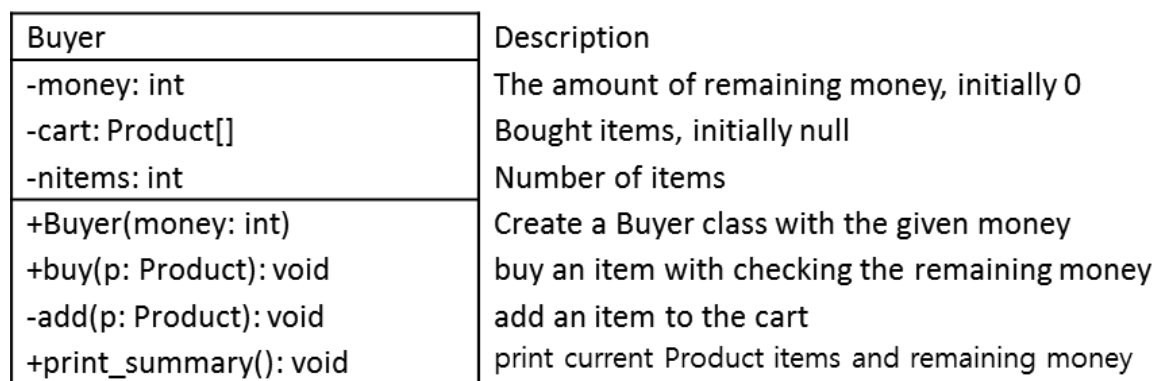 Buyer Description
-money: int The amount of remaining money, initially 0
-cart: Product[] Bought items, initially null
-nitems: int Number of items
+Buyer(money: int) Create a Buyer class with the given money
+buy(p: Product): void buy an item with checking the remaining money
-add(p: Product): void add an item to the cart
+print_summary(): void print current Product items and remaining money